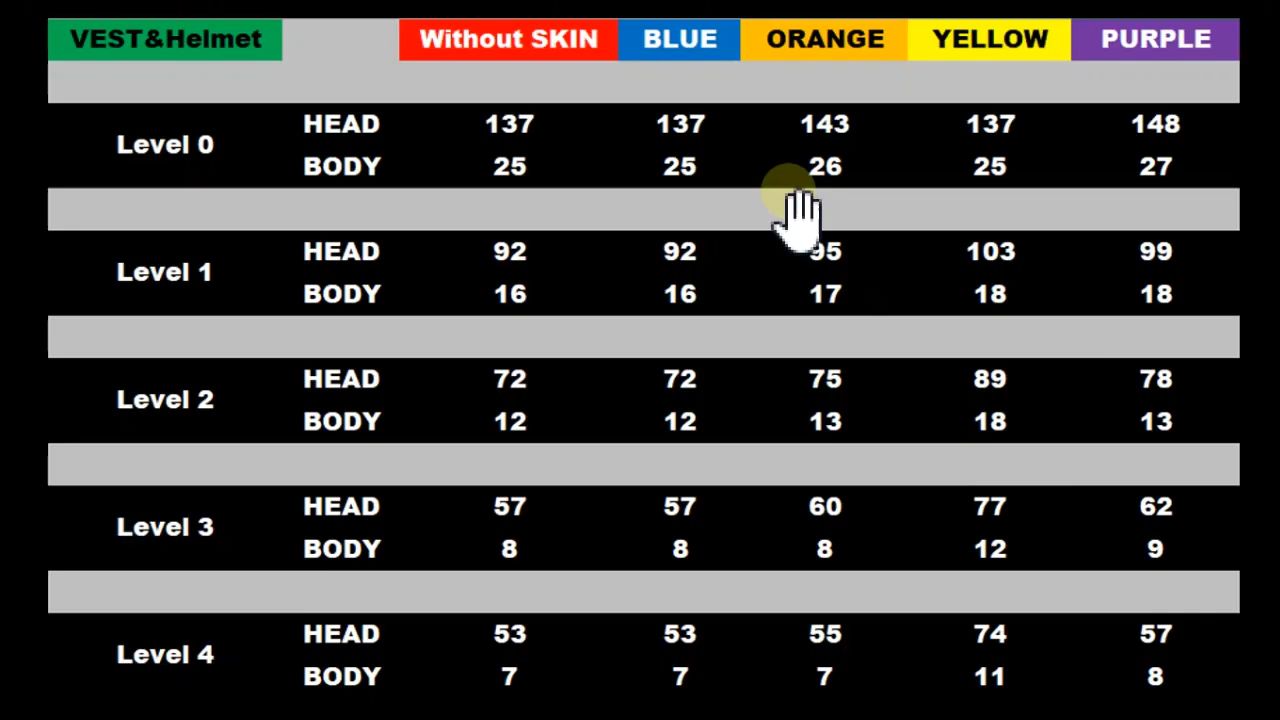 VEST&Helmet Without SKIN BLUE ORANGE YELLOW PURPLE
Level 0
HEAD 137 137 143 137 148
BODY 25 25 26 25 27
Level 1
HEAD 92 92 95 103 99
BODY 16 16 17 18 18
Level 2
HEAD 72 72 75 89 78
BODY 12 12 13 18 13
Level 3
HEAD 57 57 60 77 62
BODY 8 8 8 12 9
Level 4
HEAD 53 53 55 74 57
BODY 7 7 7 11 8